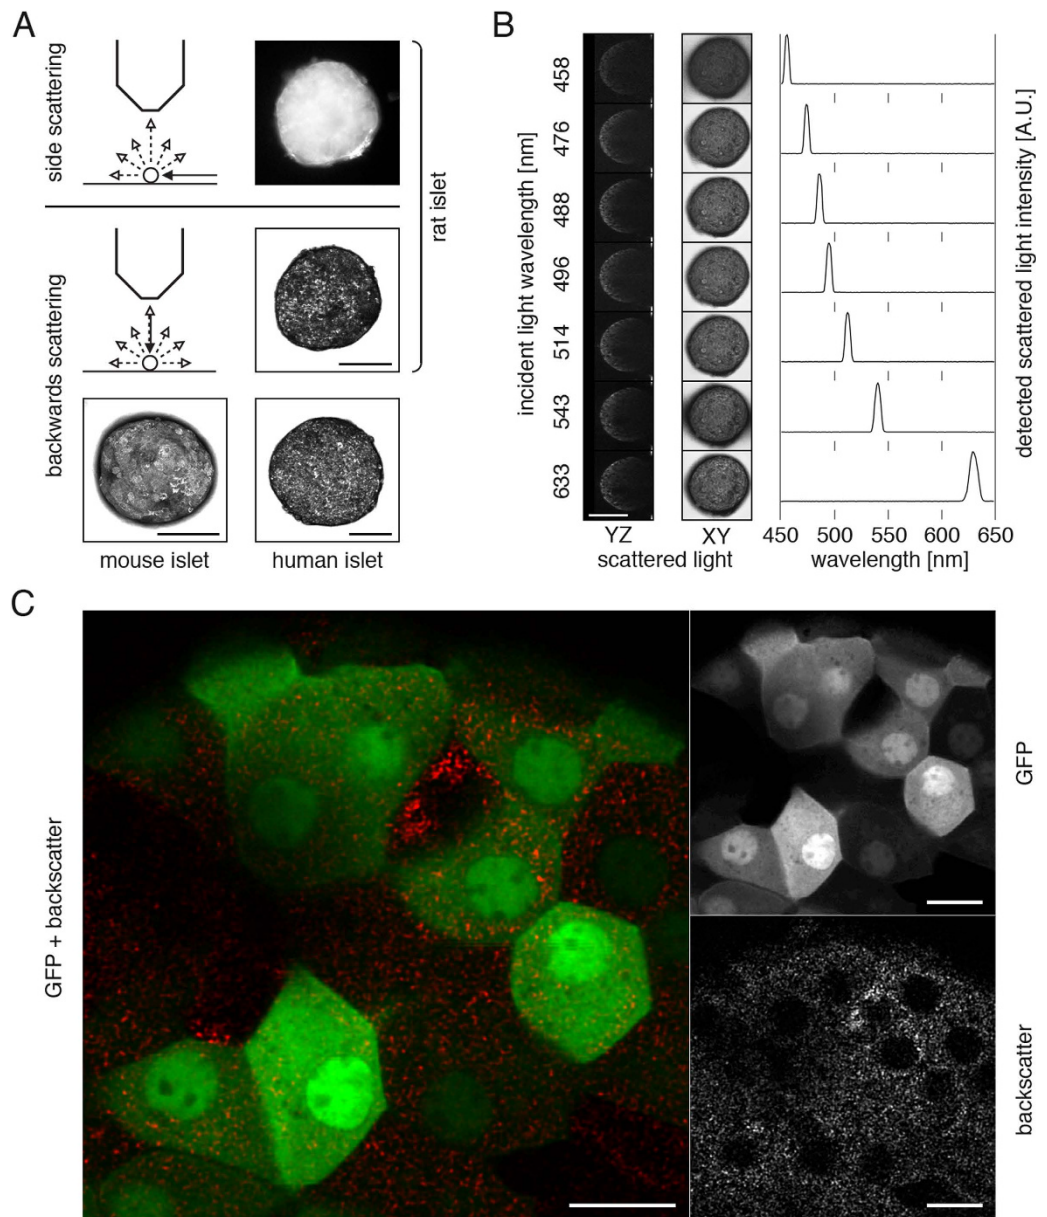 A
side scattering
rat islet
backwards scattering
mouse islet
human islet
B
incident light wavelength [nm]
458
476
488
496
514
543
633
YZ
XY
scattered light
450
500
550
600
650
wavelength [nm]
detected scattered light intensity [A.U.]
C
GFP + backscatter
GFP
backscatter